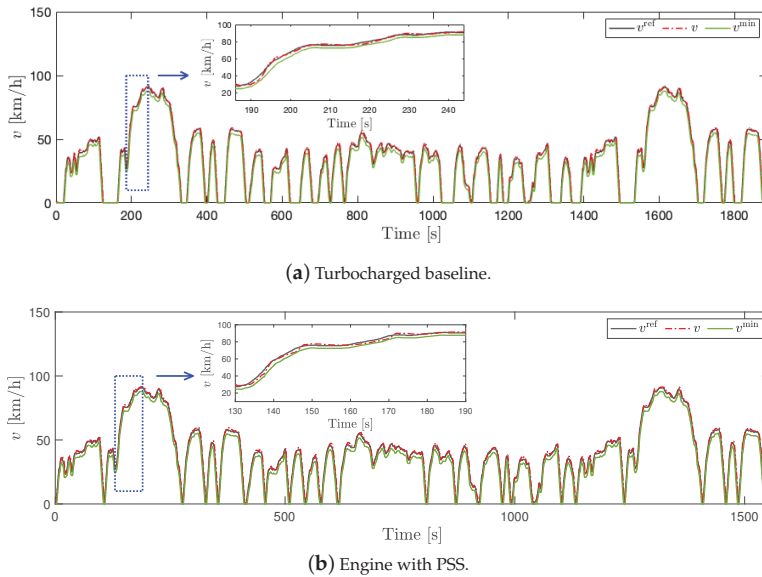 150
100
50
0
v [km/h]
v^ref v v^min
100
80
60
40
20
v [km/h]
190 200 210 220 230 240
Time [s]
0 200 400 600 800 1000 1200 1400 1600 1800
Time [s]
(a) Turbocharged baseline.
150
100
50
0
v [km/h]
v^ref v v^min
100
80
60
40
20
v [km/h]
130 140 150 160 170 180 190
Time [s]
0 500 1000 1500
Time [s]
(b) Engine with PSS.